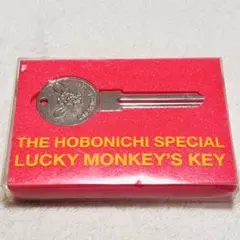 THE HOBONICHI SPECIAL
LUCKY MONKEY'S KEY